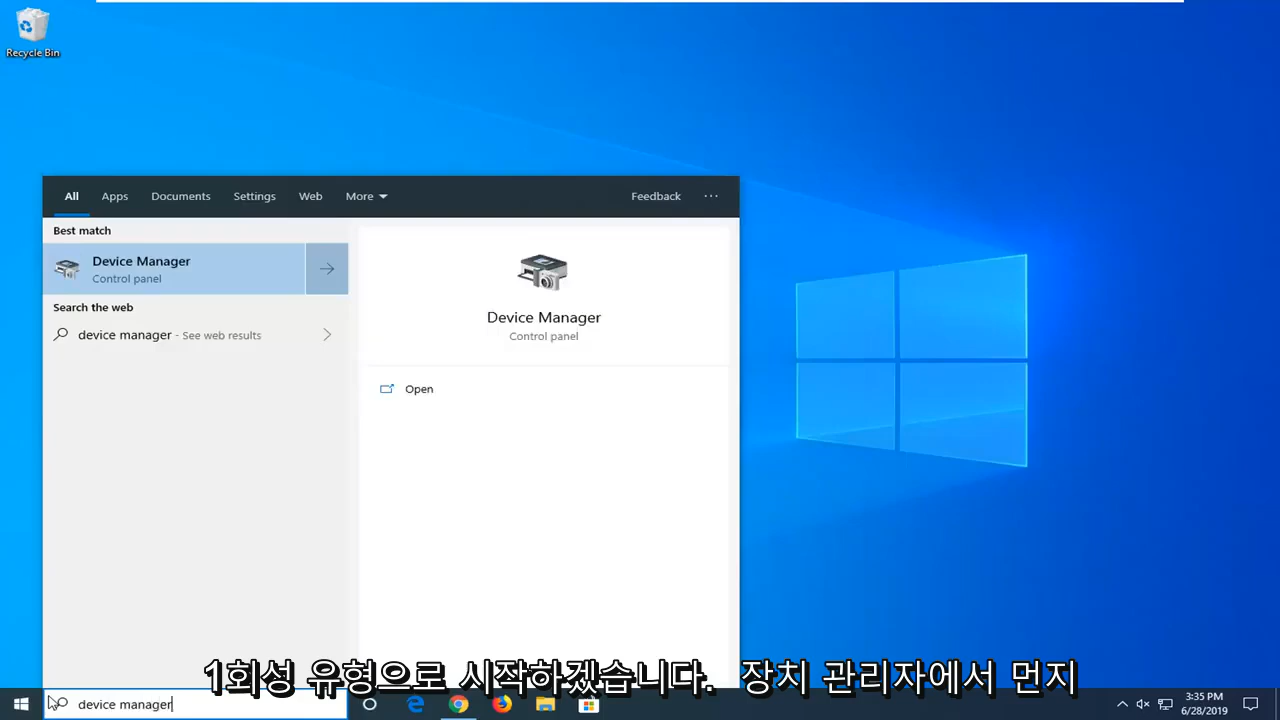 Recycle Bin
All Apps Documents Settings Web More Feedback ...
Best match
Device Manager
Control panel
Search the web
device manager - See web results
Device Manager
Control panel
Open
1회성 유형으로 시작하겠습니다. 장치 관리자에서 먼지
device manager
3:35 PM
6/28/2019